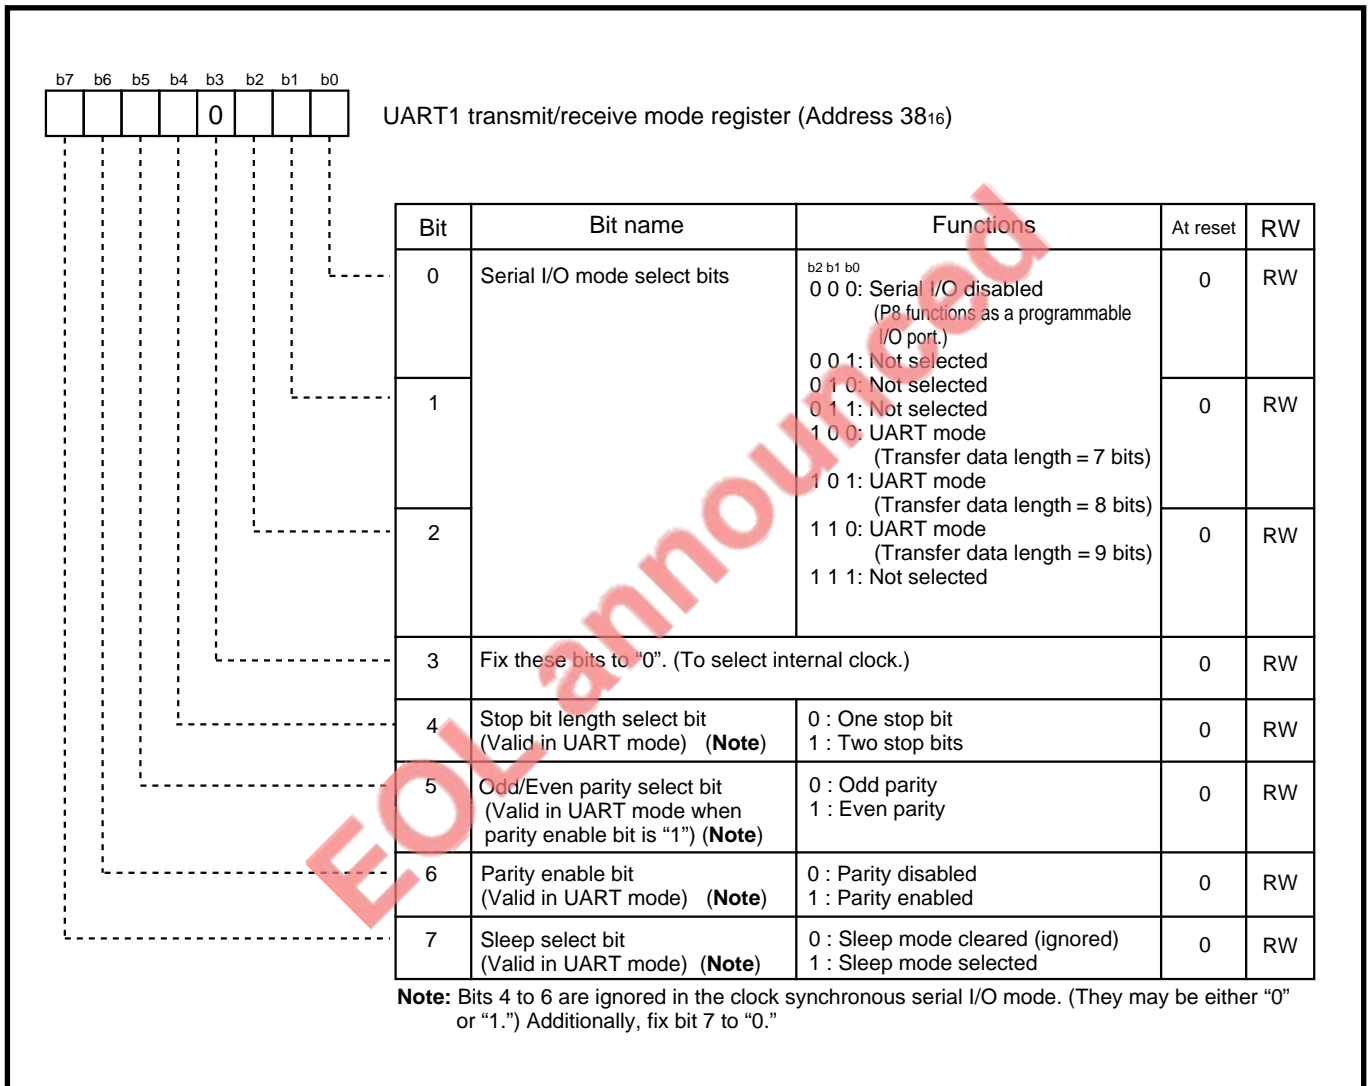 b7 b6 b5 b4 b3 b2 b1 b0
0
UART1 transmit/receive mode register (Address 3816)
Bit Bit name Functions At reset RW
0 Serial I/O mode select bits
b2 b1 b0
0 0 0: Serial I/O disabled
(P8 functions as a programmable
I/O port.)
0 RW
0 0 1: Not selected
0 1 0: Not selected
1
0 1 1: Not selected
0 RW
1 0 0: UART mode
(Transfer data length = 7 bits)
1 0 1: UART mode
(Transfer data length = 8 bits)
2
1 1 0: UART mode
0 RW
(Transfer data length = 9 bits)
1 1 1: Not selected
3 Fix these bits to “0”. (To select internal clock.) 0 RW
4 Stop bit length select bit
(Valid in UART mode) (Note)
0 : One stop bit
1 : Two stop bits
0 RW
5 Odd/Even parity select bit
(Valid in UART mode when
parity enable bit is “1”) (Note)
0 : Odd parity
1 : Even parity
0 RW
6 Parity enable bit
(Valid in UART mode) (Note)
0 : Parity disabled
1 : Parity enabled
0 RW
7 Sleep select bit
(Valid in UART mode) (Note)
0 : Sleep mode cleared (ignored)
1 : Sleep mode selected
0 RW
Note: Bits 4 to 6 are ignored in the clock synchronous serial I/O mode. (They may be either “0”
or “1.”) Additionally, fix bit 7 to “0.”
EOL announced